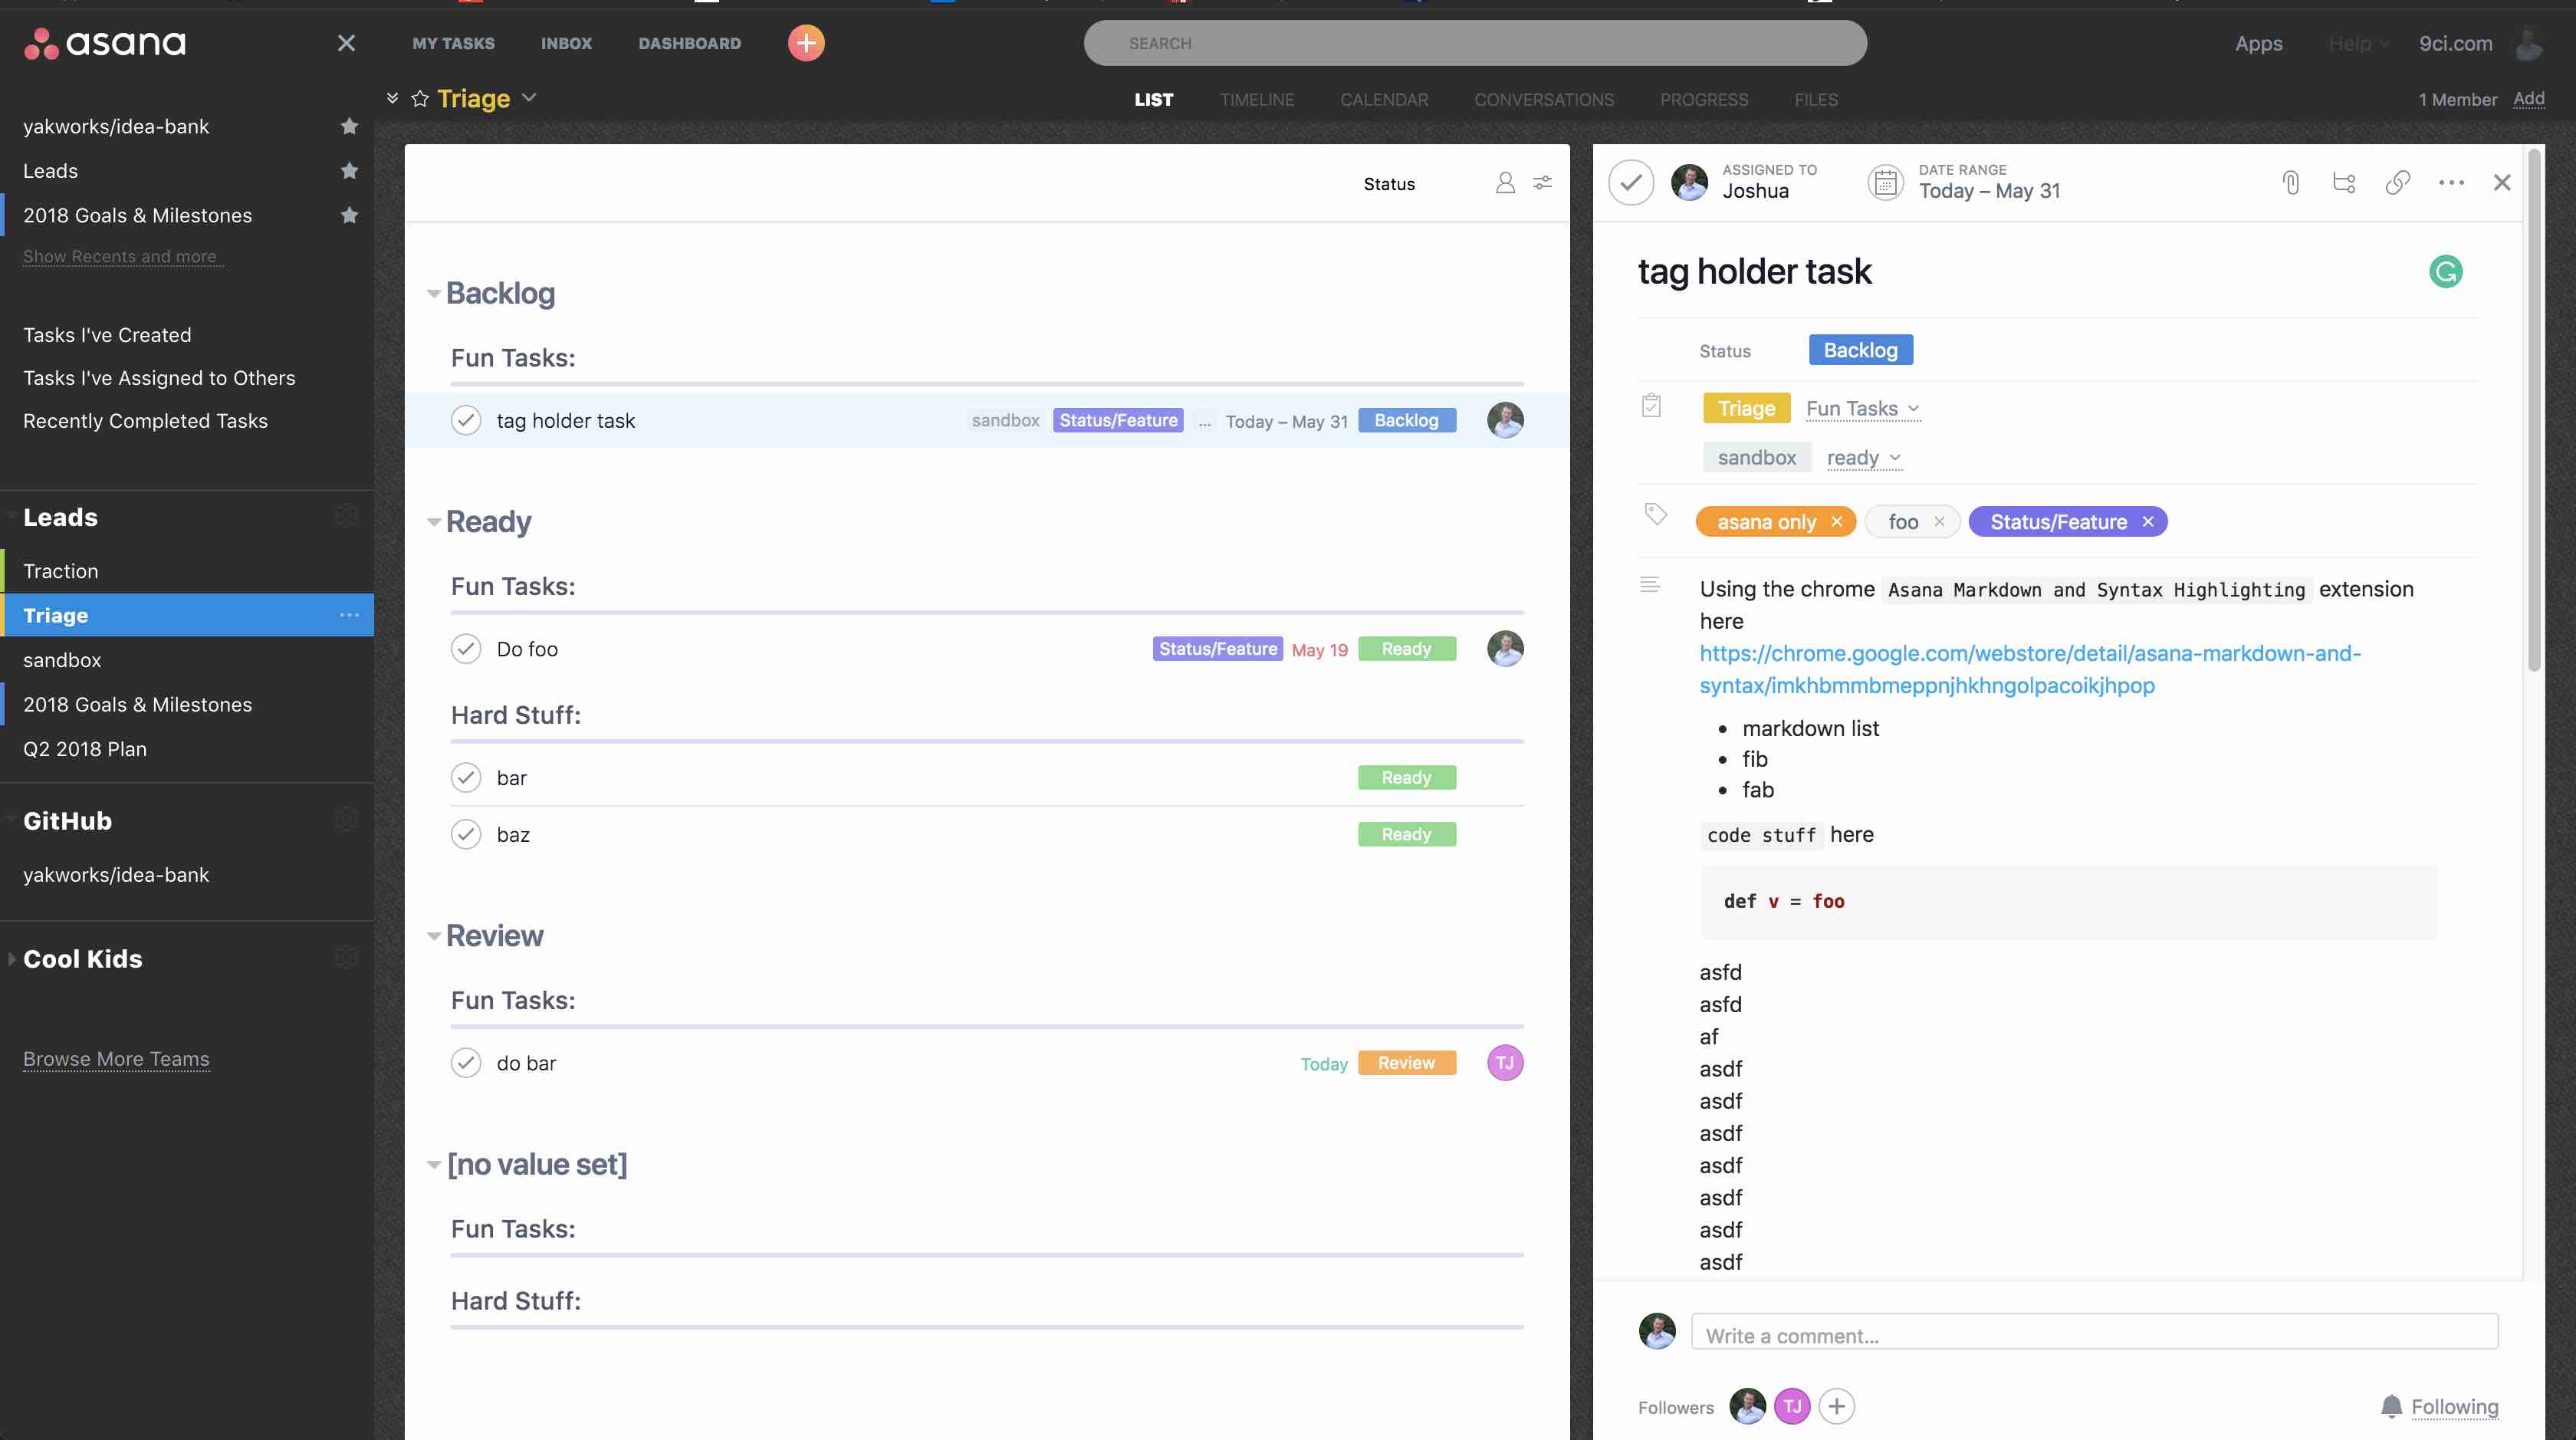 asana
MY TASKS INBOX DASHBOARD
SEARCH
Apps Help 9ci.com
Triage
LIST TIMELINE CALENDAR CONVERSATIONS PROGRESS FILES
1 Member Add
yakworks/idea-bank
Leads
2018 Goals & Milestones
Show Recents and more
Tasks I've Created
Tasks I've Assigned to Others
Recently Completed Tasks
Leads
Traction
Triage
sandbox
2018 Goals & Milestones
Q2 2018 Plan
GitHub
yakworks/idea-bank
Cool Kids
Browse More Teams
Status
Backlog
Fun Tasks:
tag holder task sandbox Status/Feature ... Today – May 31 Backlog
Ready
Fun Tasks:
Do foo Status/Feature May 19 Ready
Hard Stuff:
bar Ready
baz Ready
Review
Fun Tasks:
do bar Today Review TJ
[no value set]
Fun Tasks:
Hard Stuff:
ASSIGNED TO
Joshua
DATE RANGE
Today – May 31
tag holder task
Status Backlog
Triage Fun Tasks
sandbox ready
asana only × foo × Status/Feature ×
Using the chrome Asana Markdown and Syntax Highlighting extension
here
https://chrome.google.com/webstore/detail/asana-markdown-and-
syntax/imkhbmmbmeppnjhkhngolpacoikjhpop
• markdown list
• fib
• fab
code stuff here
def v = foo
asfd
asfd
af
asdf
asdf
asdf
asdf
asdf
asdf
asdf
Write a comment...
Followers TJ
Following